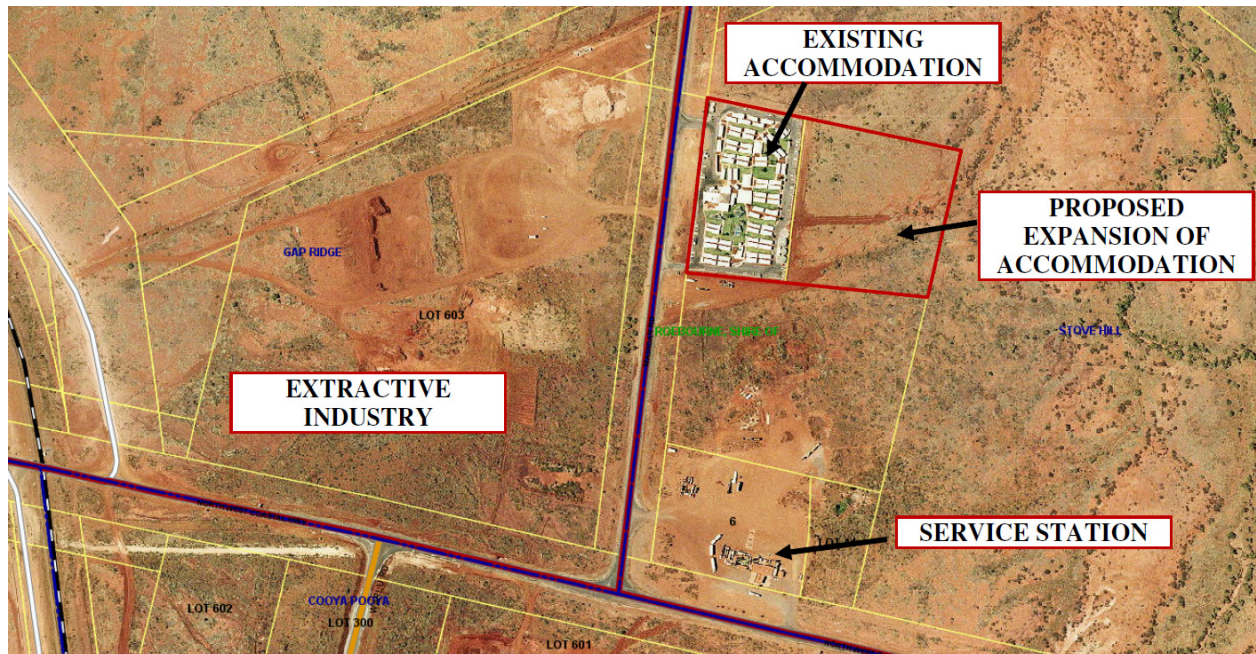 EXISTING
ACCOMMODATION
PROPOSED
EXPANSION OF
ACCOMMODATION
GAP RIDGE
LOT 603
STOVE HILL
EXTRACTIVE
INDUSTRY
6
SERVICE STATION
COOYA POOYA
LOT 602
LOT 300
LOT 601